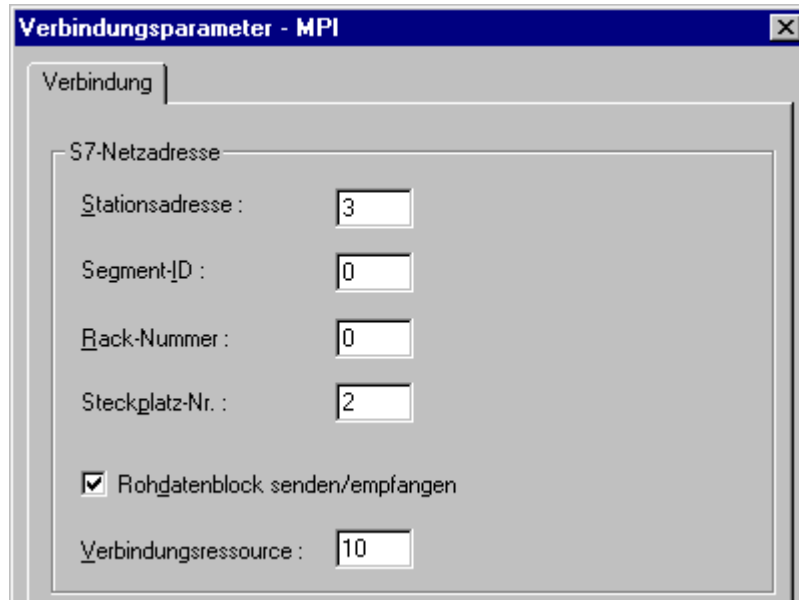 Verbindungsparameter - MPI
Verbindung
S7-Netzadresse
Stationsadresse : 3
Segment-ID : 0
Rack-Nummer : 0
Steckplatz-Nr. : 2
Rohdatenblock senden/empfangen
Verbindungsressource : 10